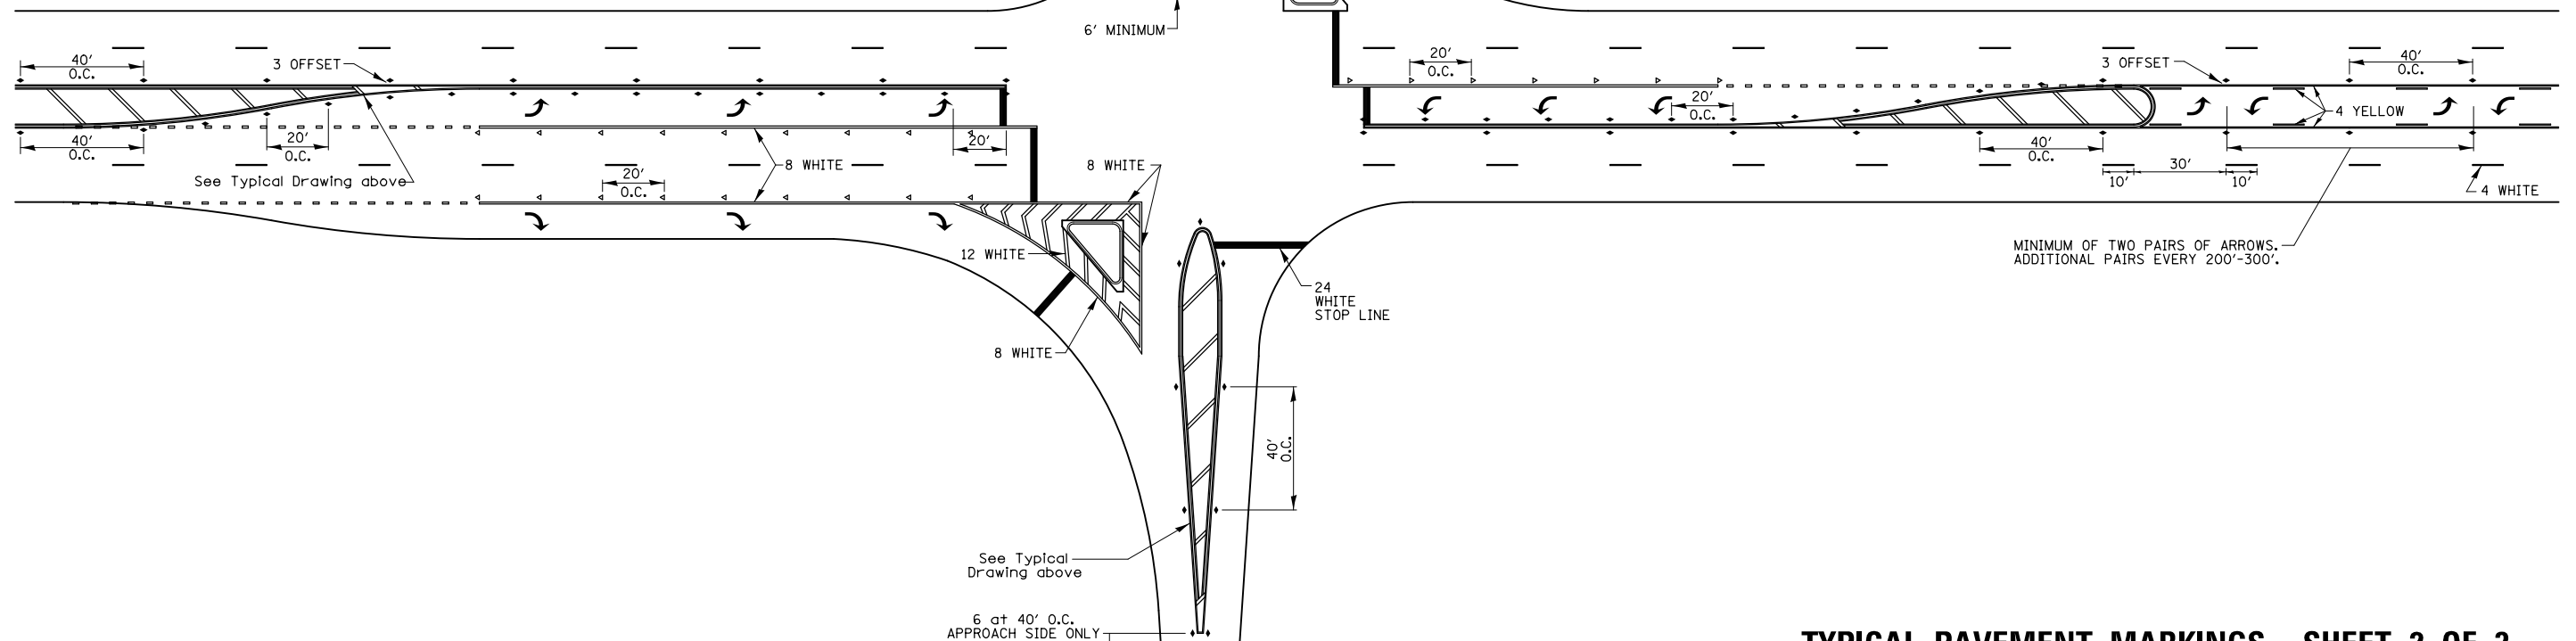 6' MINIMUM
40'
O.C.
3 OFFSET
20'
O.C.
3 OFFSET
40'
O.C.
20'
O.C.
4 YELLOW
40'
O.C.
20'
O.C.
20'
8 WHITE
8 WHITE
40'
O.C.
30'
10'
10'
See Typical Drawing above
20'
O.C.
4 WHITE
12 WHITE
MINIMUM OF TWO PAIRS OF ARROWS.
ADDITIONAL PAIRS EVERY 200'-300'.
24
WHITE
STOP LINE
8 WHITE
40'
O.C.
See Typical
Drawing above
6 at 40' O.C.
APPROACH SIDE ONLY